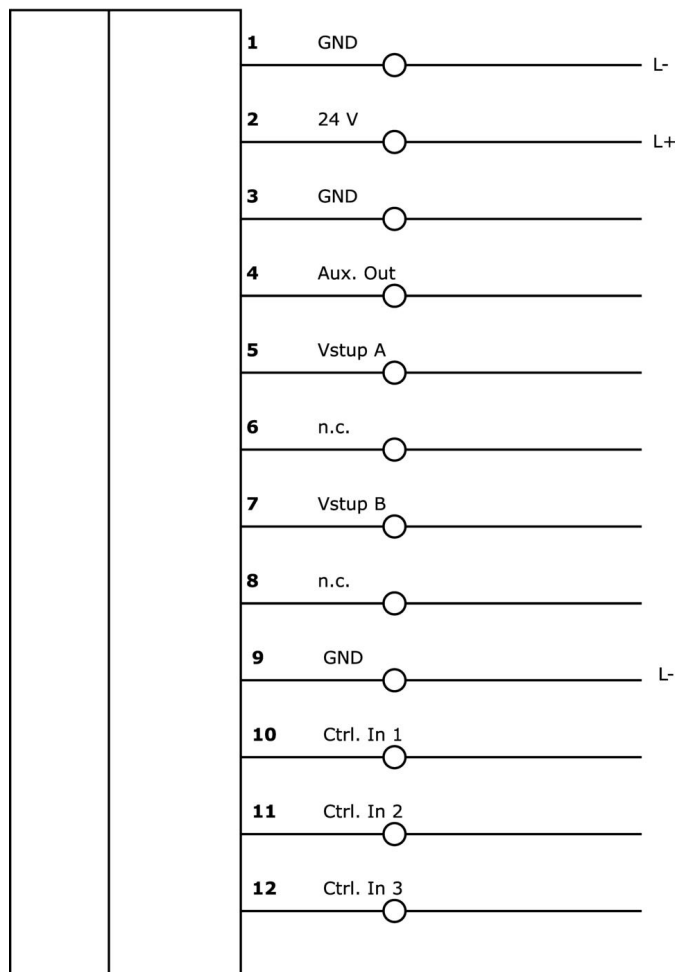 1 GND
L-
2 24 V
L+
3 GND
4 Aux. Out
5 Vstup A
6 n.c.
7 Vstup B
8 n.c.
9 GND
L-
10 Ctrl. In 1
11 Ctrl. In 2
12 Ctrl. In 3